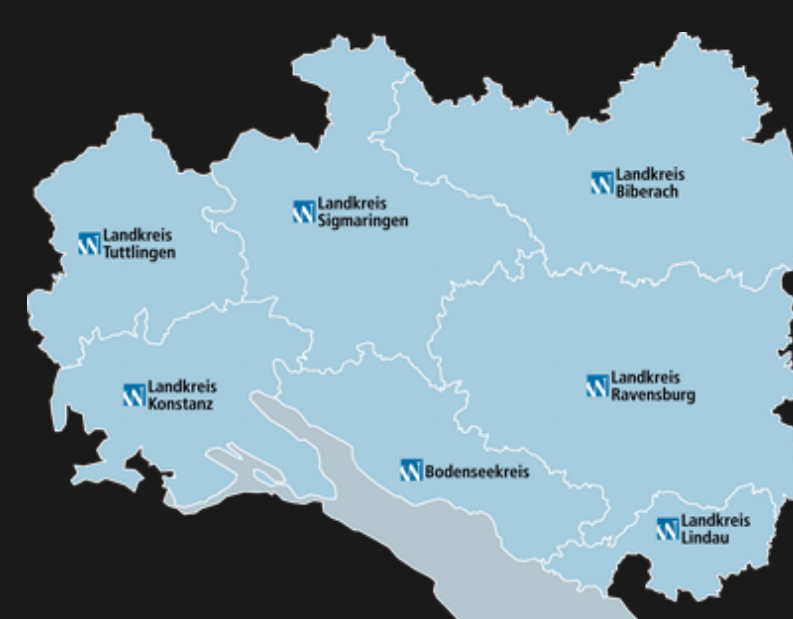 Landkreis
Biberach
Landkreis
Sigmaringen
Landkreis
Tuttlingen
Landkreis
Konstanz
Landkreis
Ravensburg
Bodenseekreis
Landkreis
Lindau